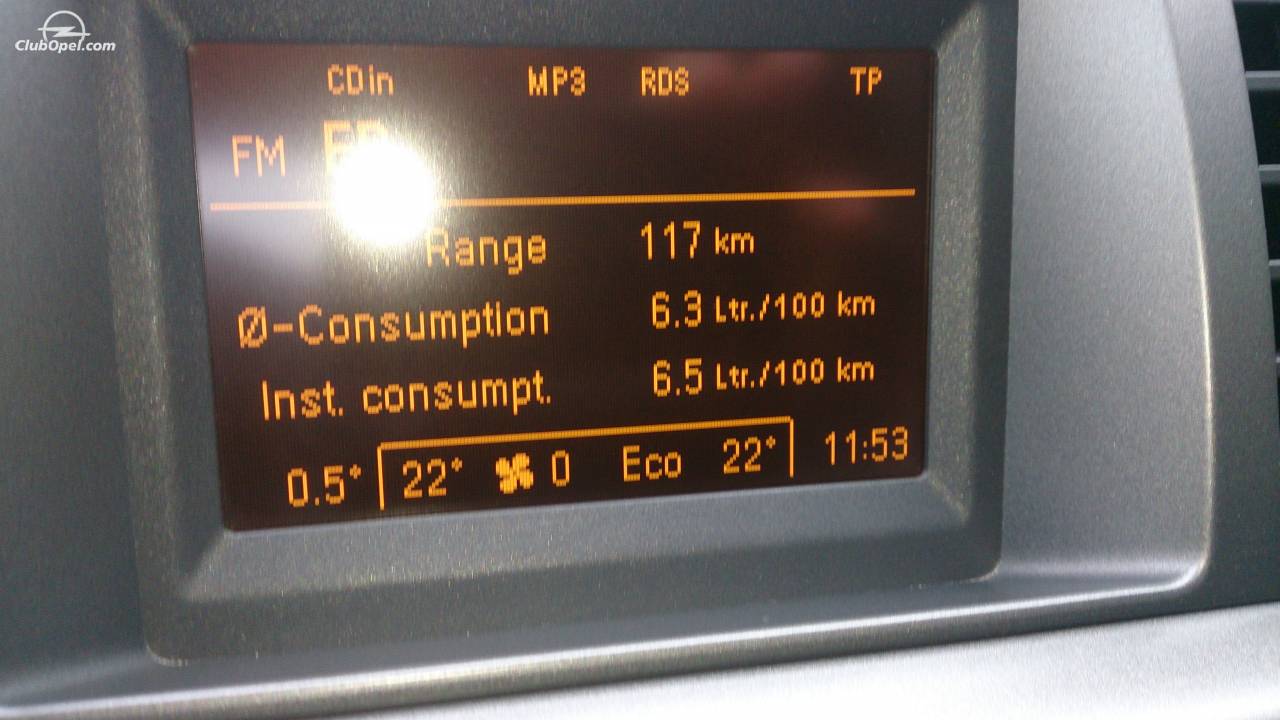 ClubOpel.com
CDin MP3 RDS TP
FM
Range 117 km
Ø-Consumption 6.3 Ltr./100 km
Inst. consumpt. 6.5 Ltr./100 km
0.5° 22° 0 Eco 22° 11:53